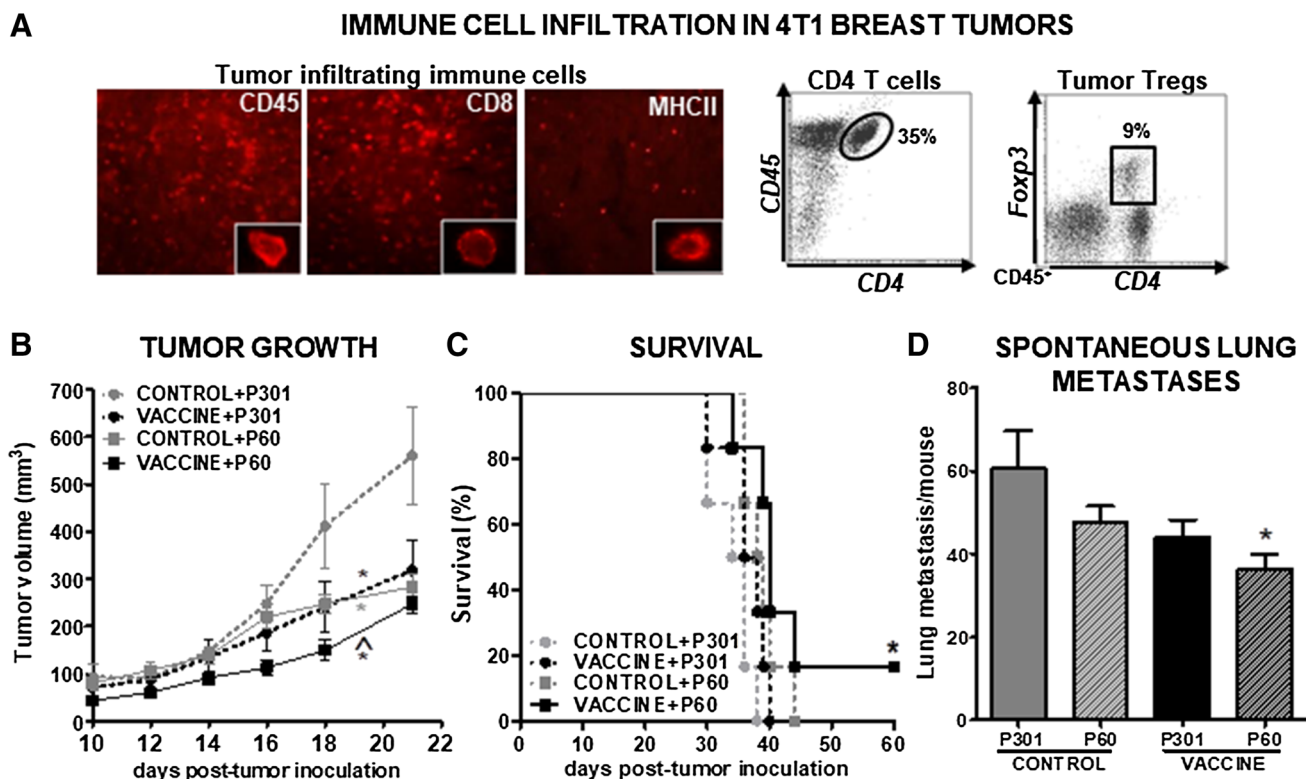 A
IMMUNE CELL INFILTRATION IN 4T1 BREAST TUMORS
Tumor infiltrating immune cells
CD45
CD8
MHCII
CD4 T cells
35%
CD45
CD4
Tumor Tregs
9%
Foxp3
CD45+
CD4
B
TUMOR GROWTH
CONTROL+P301
VACCINE+P301
CONTROL+P60
VACCINE+P60
Tumor volume (mm3)
700
600
500
400
300
200
100
0
*
*
^
*
10 12 14 16 18 20 22
days post-tumor inoculation
C
SURVIVAL
Survival (%)
100
80
60
40
20
0
CONTROL+P301
VACCINE+P301
CONTROL+P60
VACCINE+P60
*
0 10 20 30 40 50 60
days post-tumor inoculation
D
SPONTANEOUS LUNG
METASTASES
Lung metastasis/mouse
80
60
40
20
0
*
P301 P60 P301 P60
CONTROL VACCINE